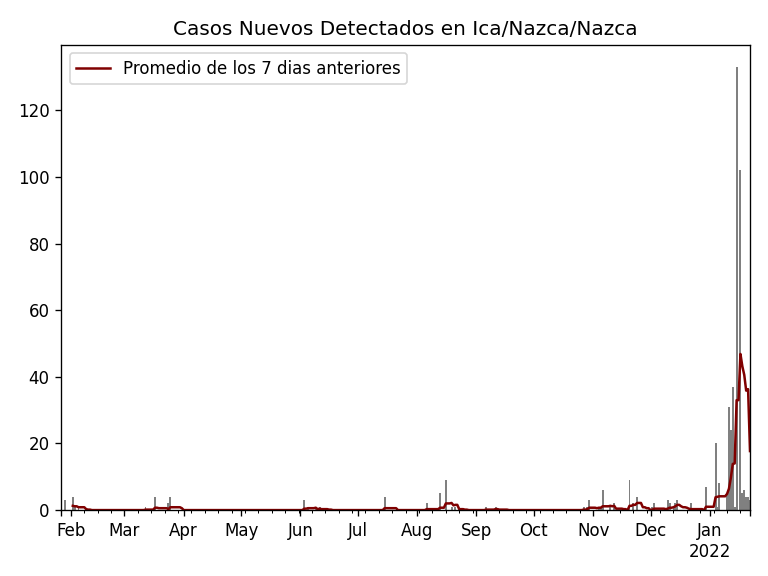 Casos Nuevos Detectados en Ica/Nazca/Nazca
Promedio de los 7 dias anteriores
120
100
80
60
40
20
0
Feb Mar Apr May Jun Jul Aug Sep Oct Nov Dec Jan
2022